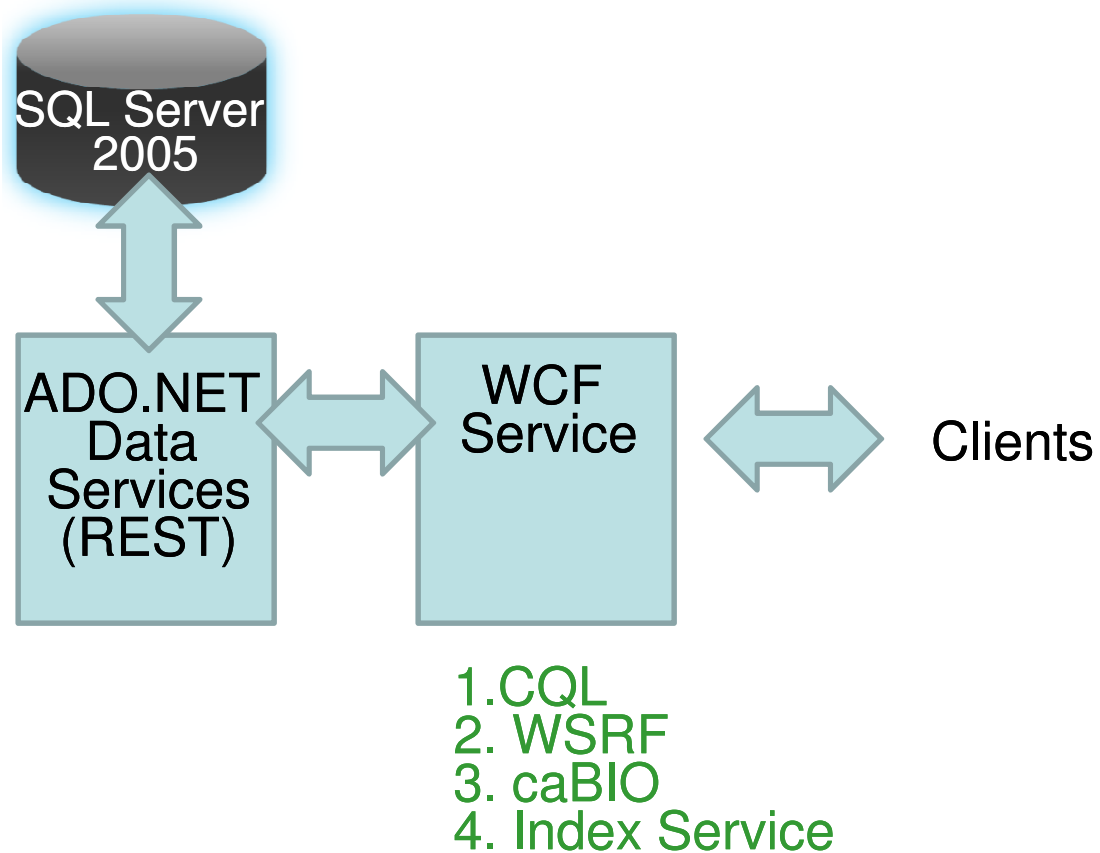 SQL Server
2005
ADO.NET
Data
Services
(REST)
WCF
Service
Clients
1.CQL
2. WSRF
3. caBIO
4. Index Service